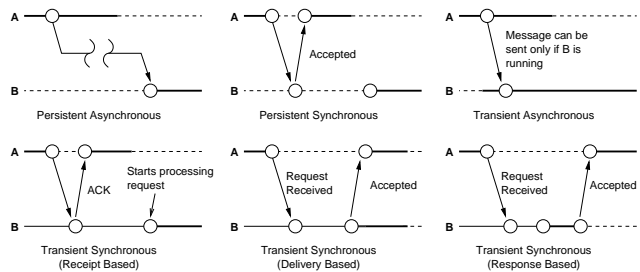 A
B
Persistent Asynchronous
A
Accepted
B
Persistent Synchronous
A
Message can be
sent only if B is
running
B
Transient Asynchronous
A
ACK
Starts processing
request
B
Transient Synchronous
(Receipt Based)
A
Request
Received
Accepted
B
Transient Synchronous
(Delivery Based)
A
Request
Received
Accepted
B
Transient Synchronous
(Response Based)